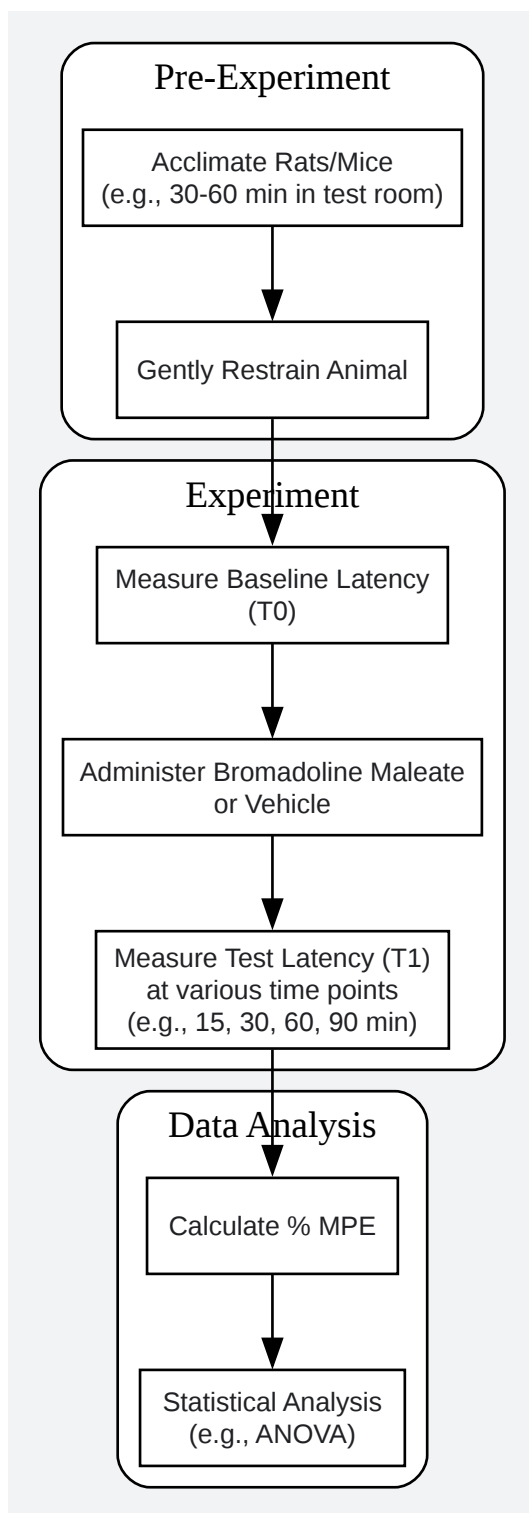 Pre-Experiment
Acclimate Rats/Mice
(e.g., 30-60 min in test room)
Gently Restrain Animal
Experiment
Measure Baseline Latency
(T0)
Administer Bromadoline Maleate
or Vehicle
Measure Test Latency (T1)
at various time points
(e.g., 15, 30, 60, 90 min)
Data Analysis
Calculate % MPE
Statistical Analysis
(e.g., ANOVA)